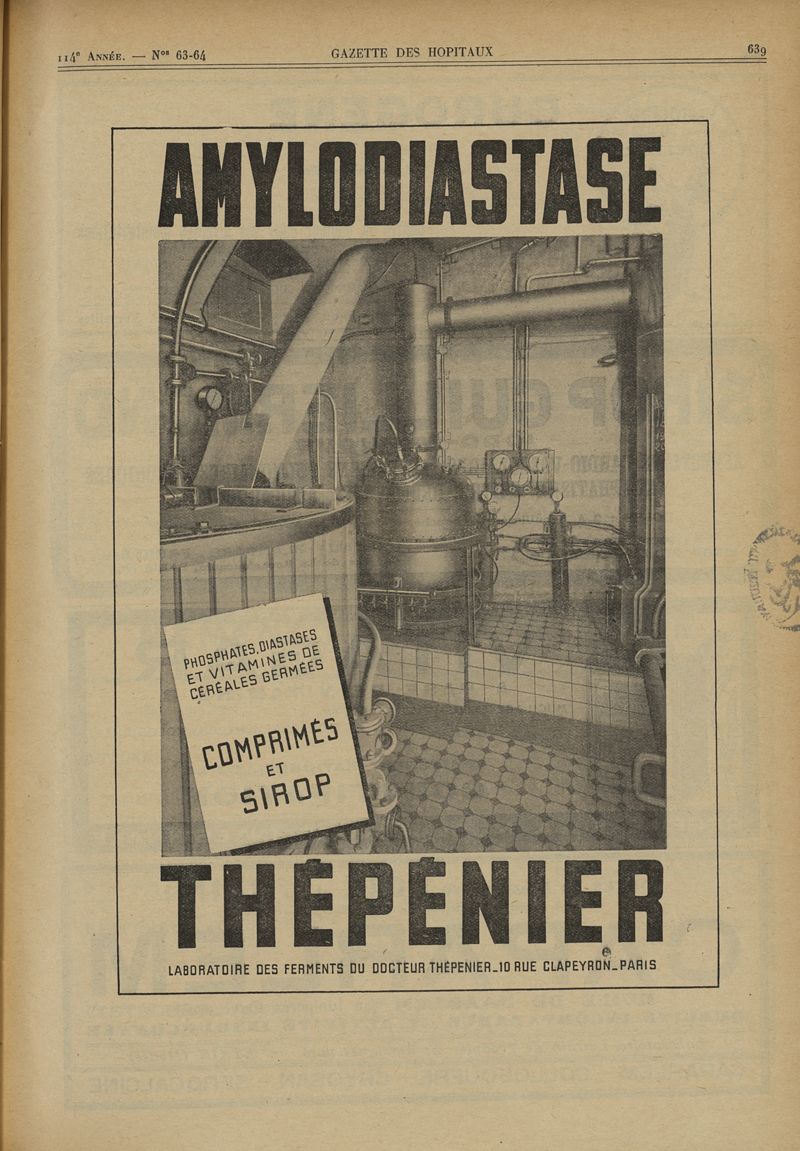 114ᵉ ANNÉE. — Nᵒˢ 63-64
GAZETTE DES HOPITAUX
639
AMYLODIASTASE
PHOSPHATES, DIASTASES
ET VITAMINES DE
CÉRÉALES GERMÉES
COMPRIMÉS
ET
SIROP
THÉPÉNIER
LABORATOIRE DES FERMENTS DU DOCTEUR THÉPENIER_10 RUE CLAPEYRON_PARIS